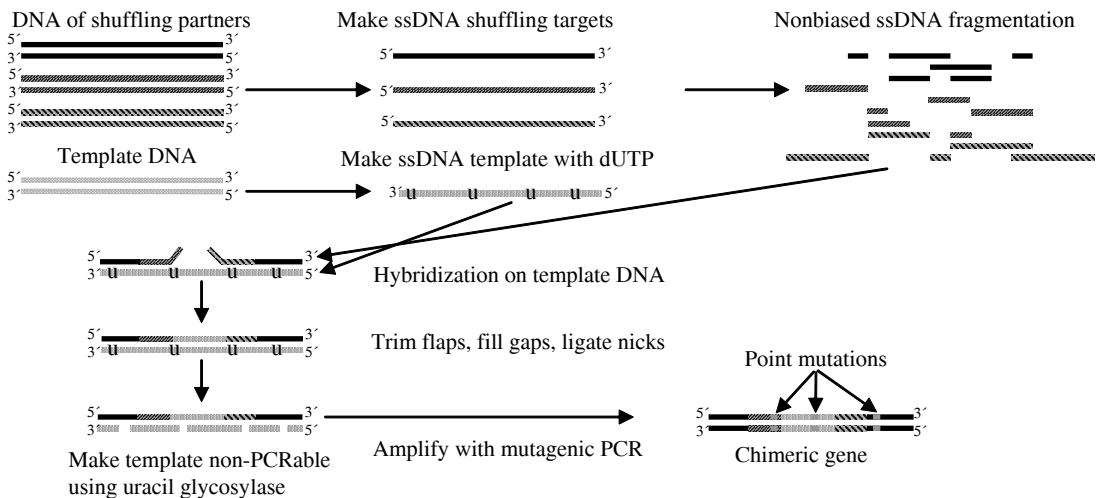 DNA of shuffling partners
Make ssDNA shuffling targets
Nonbiased ssDNA fragmentation
5´ 3´
3´ 5´
5´ 3´
3´ 5´
5´ 3´
3´ 5´
5´ 3´
5´ 3´
5´ 3´
Template DNA
Make ssDNA template with dUTP
5´ 3´
3´ 5´
3´ u u u u 5´
5´ 3´
3´ u u u u 5´
Hybridization on template DNA
5´ 3´
3´ u u u u 5´
Trim flaps, fill gaps, ligate nicks
Point mutations
5´ 3´
3´ 5´
5´ 3´
3´ 5´
Make template non-PCRable
using uracil glycosylase
Amplify with mutagenic PCR
Chimeric gene